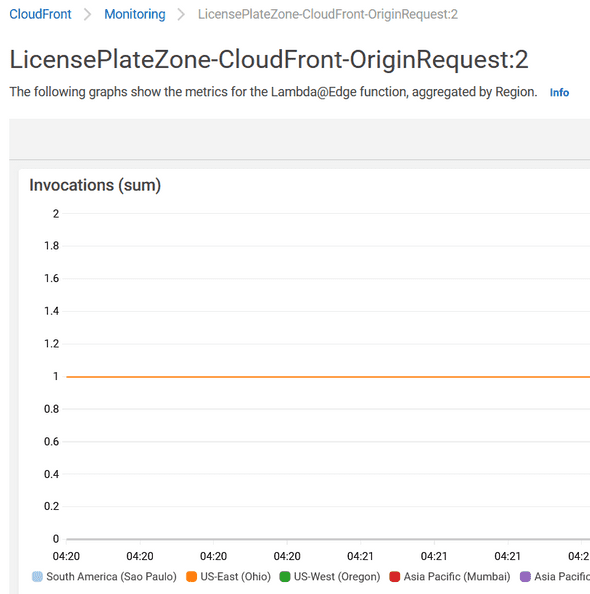 CloudFront > Monitoring > LicensePlateZone-CloudFront-OriginRequest:2
LicensePlateZone-CloudFront-OriginRequest:2
The following graphs show the metrics for the Lambda@Edge function, aggregated by Region. Info
Invocations (sum)
2
1.8
1.6
1.4
1.2
1
0.8
0.6
0.4
0.2
0
04:20 04:20 04:20 04:20 04:21 04:21 04:21 04:2
South America (Sao Paulo) US-East (Ohio) US-West (Oregon) Asia Pacific (Mumbai) Asia Pacific